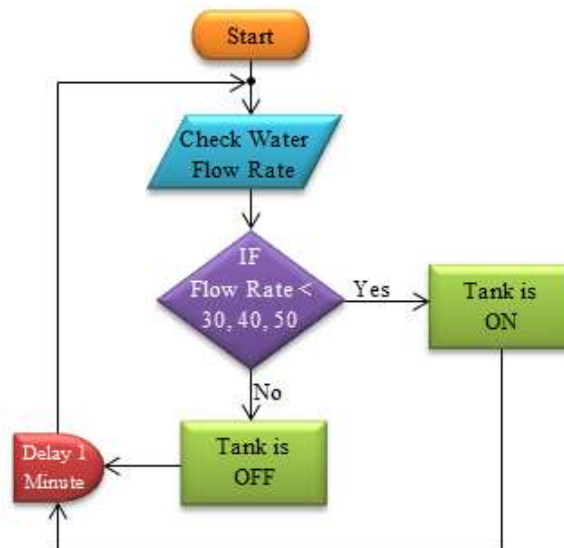 Start
Check Water
Flow Rate
IF
Flow Rate <
30, 40, 50
Yes
Tank is
ON
No
Tank is
OFF
Delay 1
Minute